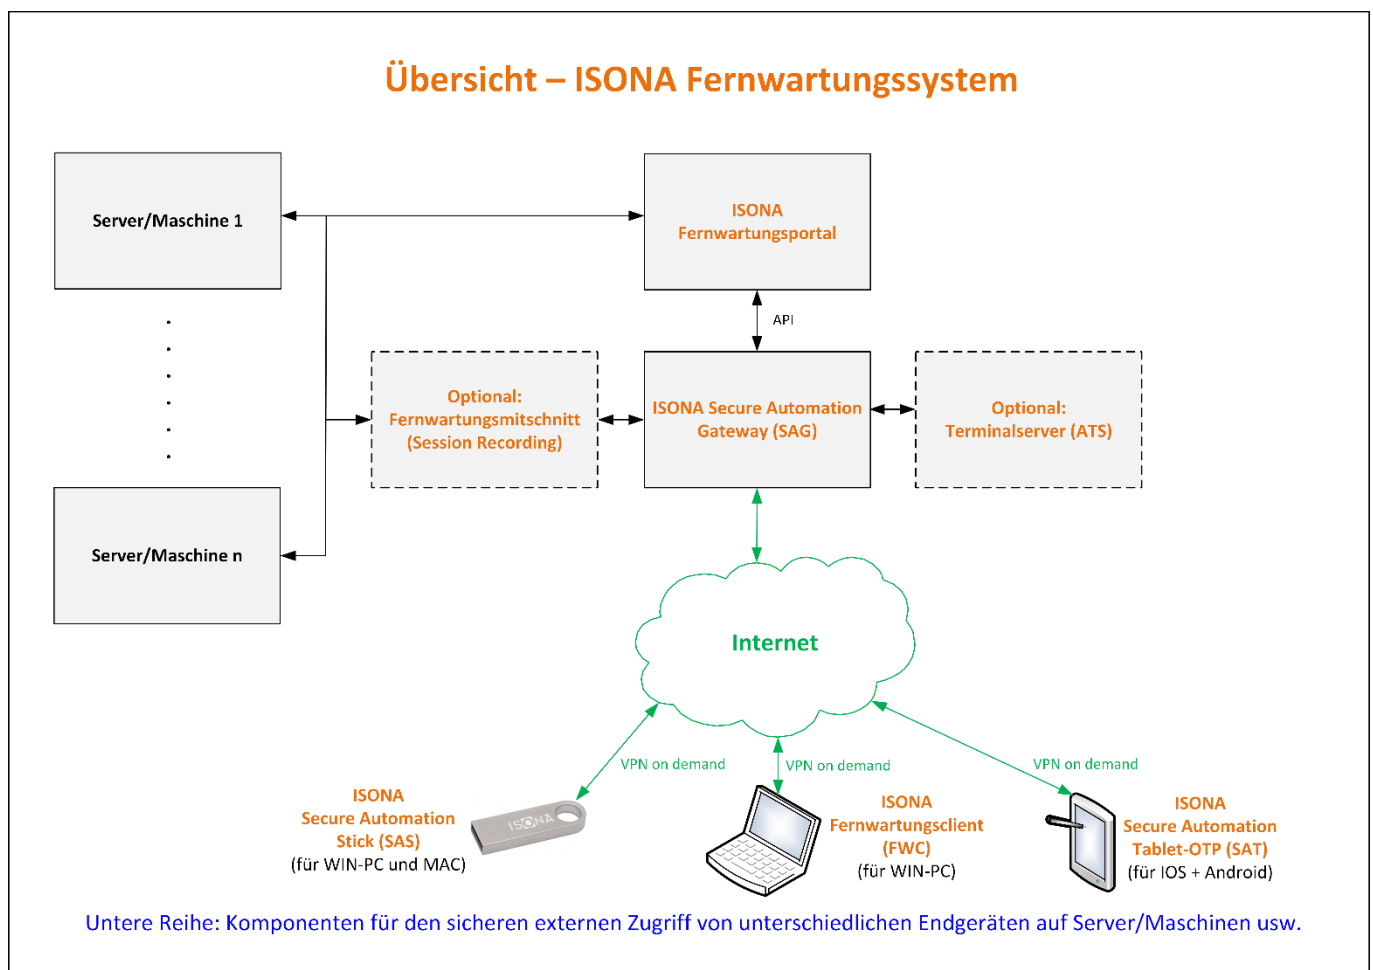 Übersicht – ISONA Fernwartungssystem
Server/Maschine 1
ISONA
Fernwartungsportal
API
Optional:
Fernwartungsmitschnitt
(Session Recording)
ISONA Secure Automation
Gateway (SAG)
Optional:
Terminalserver (ATS)
Server/Maschine n
Internet
VPN on demand
VPN on demand
VPN on demand
ISONA
Secure Automation
Stick (SAS)
(für WIN-PC und MAC)
ISONA
ISONA
Fernwartungsclient
(FWC)
(für WIN-PC)
ISONA
Secure Automation
Tablet-OTP (SAT)
(für IOS + Android)
Untere Reihe: Komponenten für den sicheren externen Zugriff von unterschiedlichen Endgeräten auf Server/Maschinen usw.